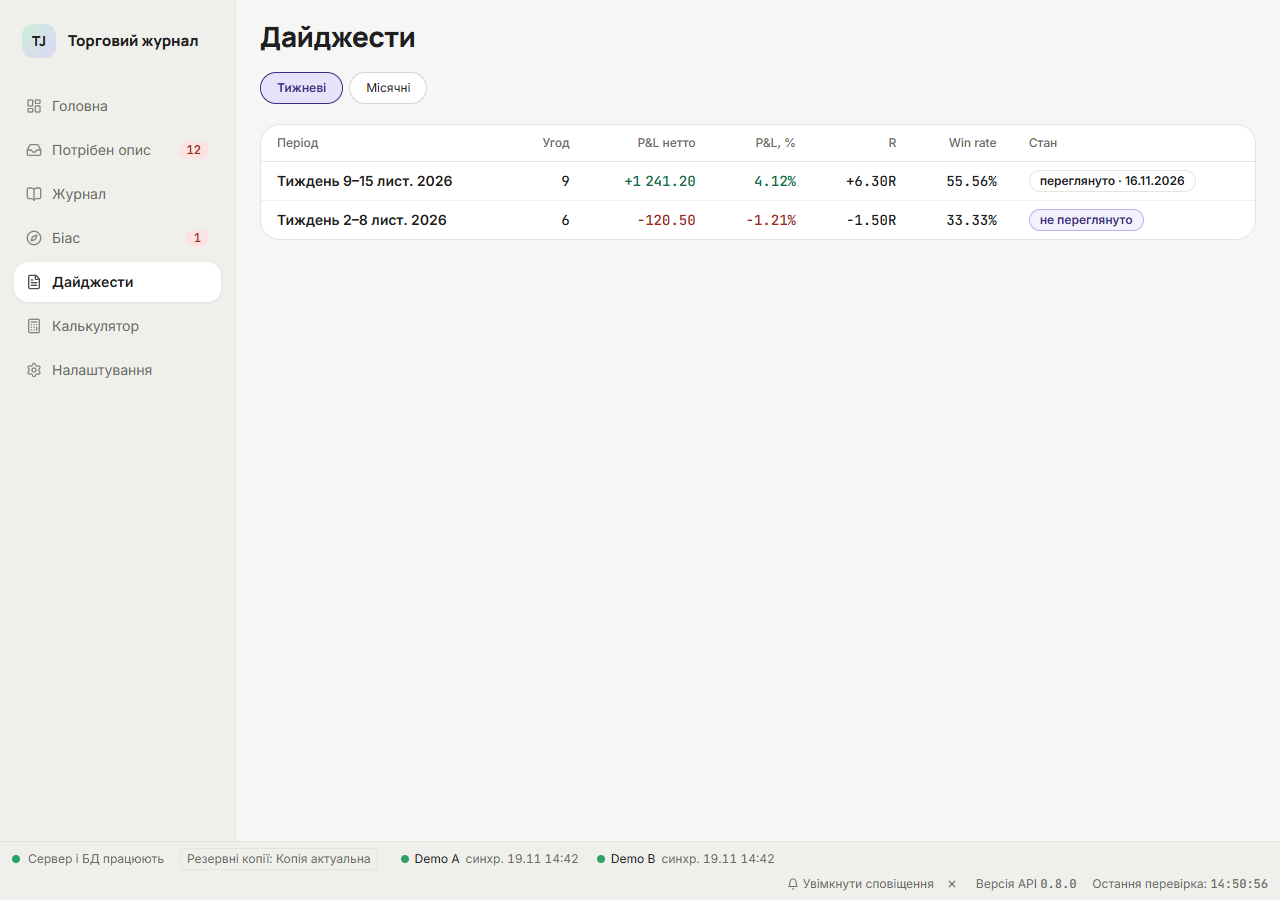 TJ Торговий журнал
Головна
Потрібен опис 12
Журнал
Біас 1
Дайджести
Калькулятор
Налаштування
Дайджести
Тижневі Місячні
Період Угод P&L нетто P&L, % R Win rate Стан
Тиждень 9–15 лист. 2026 9 +1 241.20 4.12% +6.30R 55.56% переглянуто · 16.11.2026
Тиждень 2–8 лист. 2026 6 -120.50 -1.21% -1.50R 33.33% не переглянуто
Сервер і БД працюють Резервні копії: Копія актуальна Demo A синхр. 19.11 14:42 Demo B синхр. 19.11 14:42
Увімкнути сповіщення × Версія API 0.8.0 Остання перевірка: 14:50:56